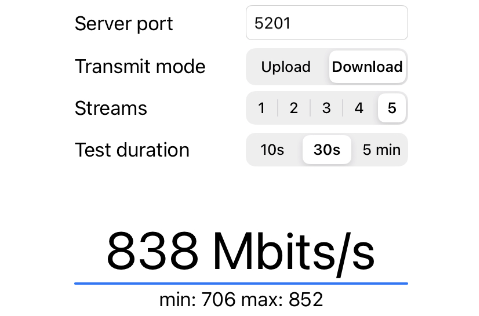 Server port 5201
Transmit mode Upload Download
Streams 1 2 3 4 5
Test duration 10s 30s 5 min
838 Mbits/s
min: 706 max: 852